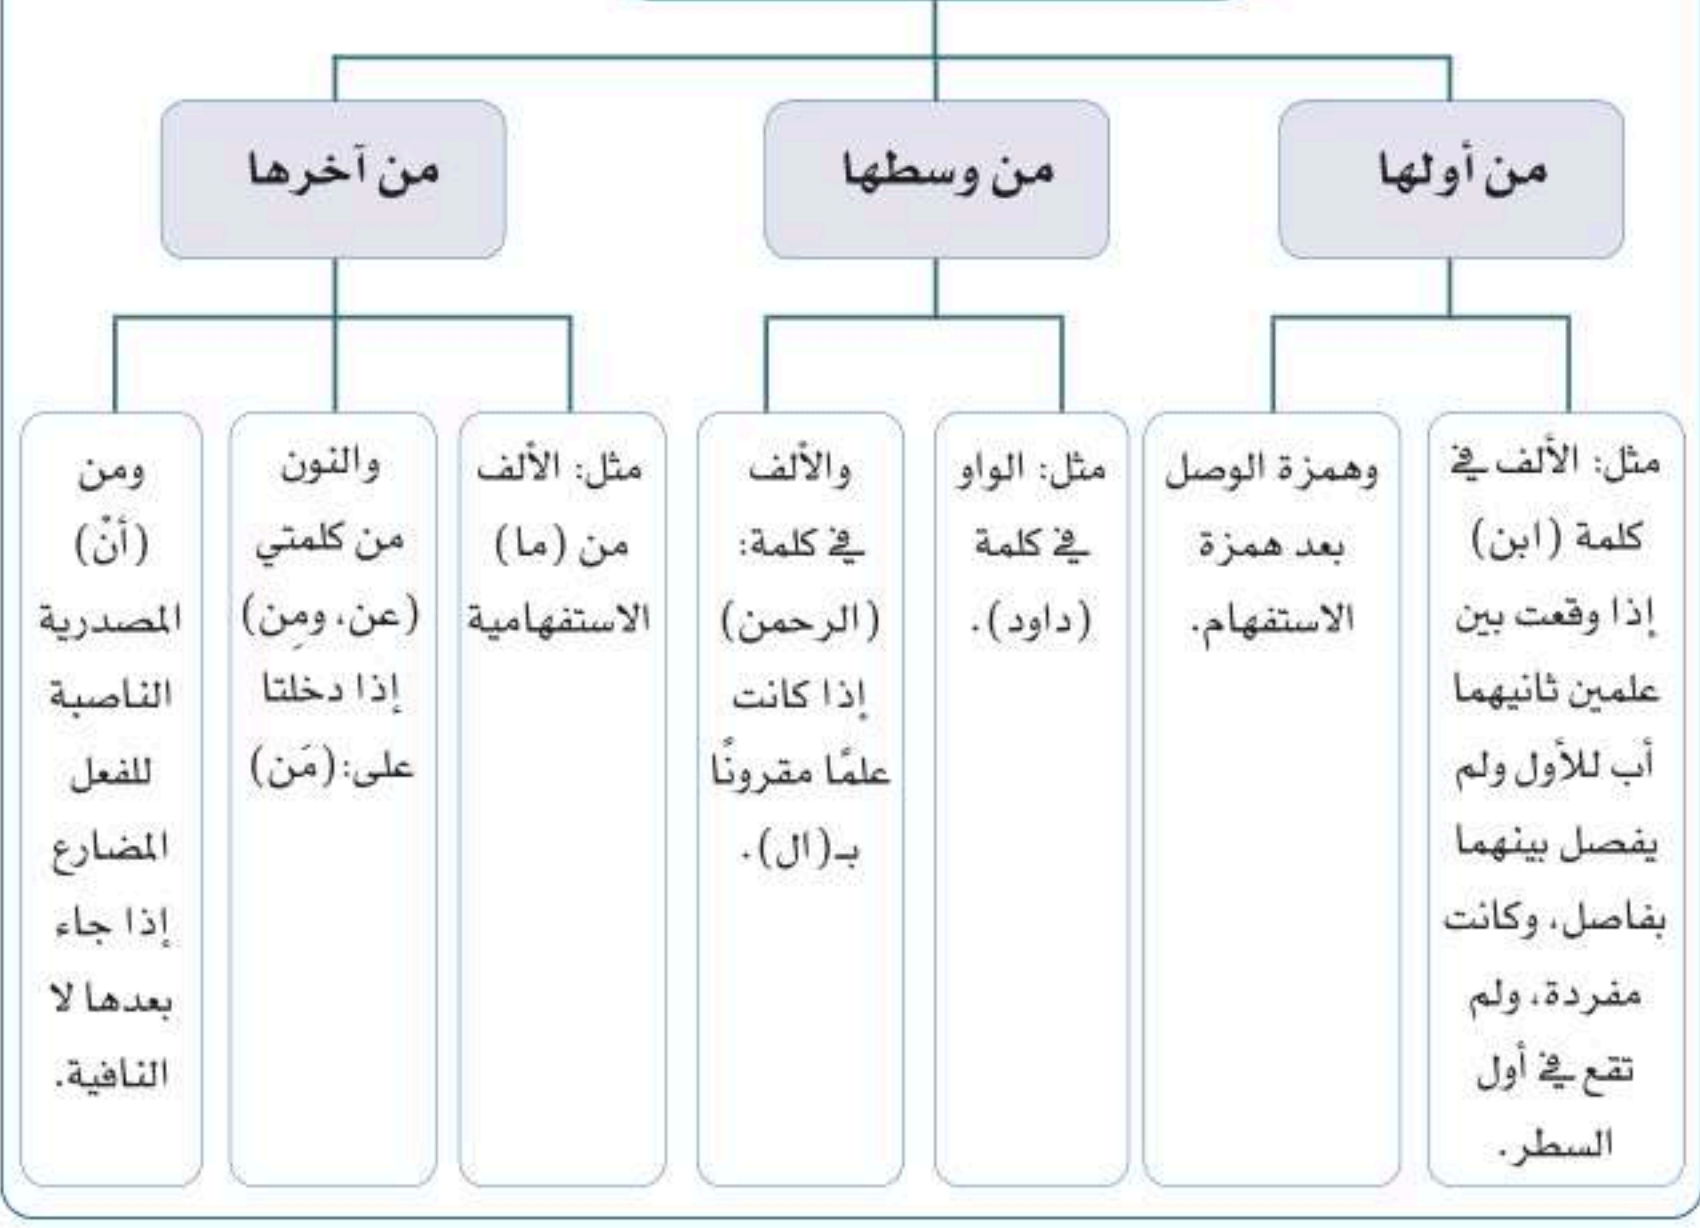 من أولها
من وسطها
من آخرها
مثل: الألف في
كلمة (ابن)
إذا وقعت بين
علمين ثانيهما
أب للأول ولم
يفصل بينهما
بفاصل، وكانت
مفردة، ولم
تقع في أول
السطر.
وهمزة الوصل
بعد همزة
الاستفهام.
مثل: الواو
في كلمة
(داود).
والألف
في كلمة:
(الرحمن)
إذا كانت
علمًا مقرونًا
بـ(ال).
مثل: الألف
من (ما)
الاستفهامية
والنون
من كلمتي
(عن، ومِن)
إذا دخلتا
على: (مَن)
ومن
(أنْ)
المصدرية
الناصبة
للفعل
المضارع
إذا جاء
بعدها لا
النافية.